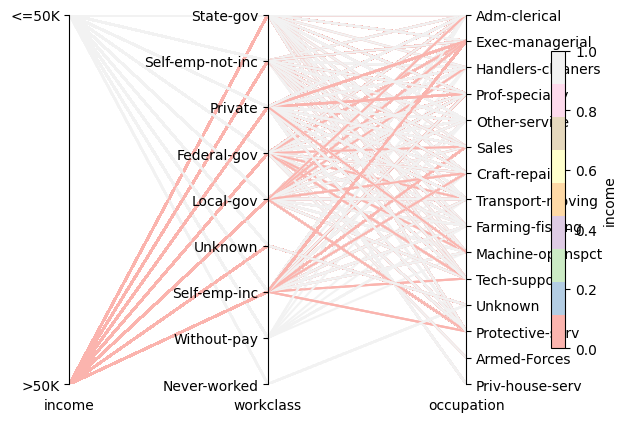 <=50K
>50K
income
State-gov
Self-emp-not-inc
Private
Federal-gov
Local-gov
Unknown
Self-emp-inc
Without-pay
Never-worked
workclass
Adm-clerical
Exec-managerial
Handlers-cleaners
Prof-specialty
Other-service
Sales
Craft-repair
Transport-moving
Farming-fishing
Machine-op-inspct
Tech-support
Unknown
Protective-serv
Armed-Forces
Priv-house-serv
occupation
1.0
0.8
0.6
0.4
0.2
0.0
income